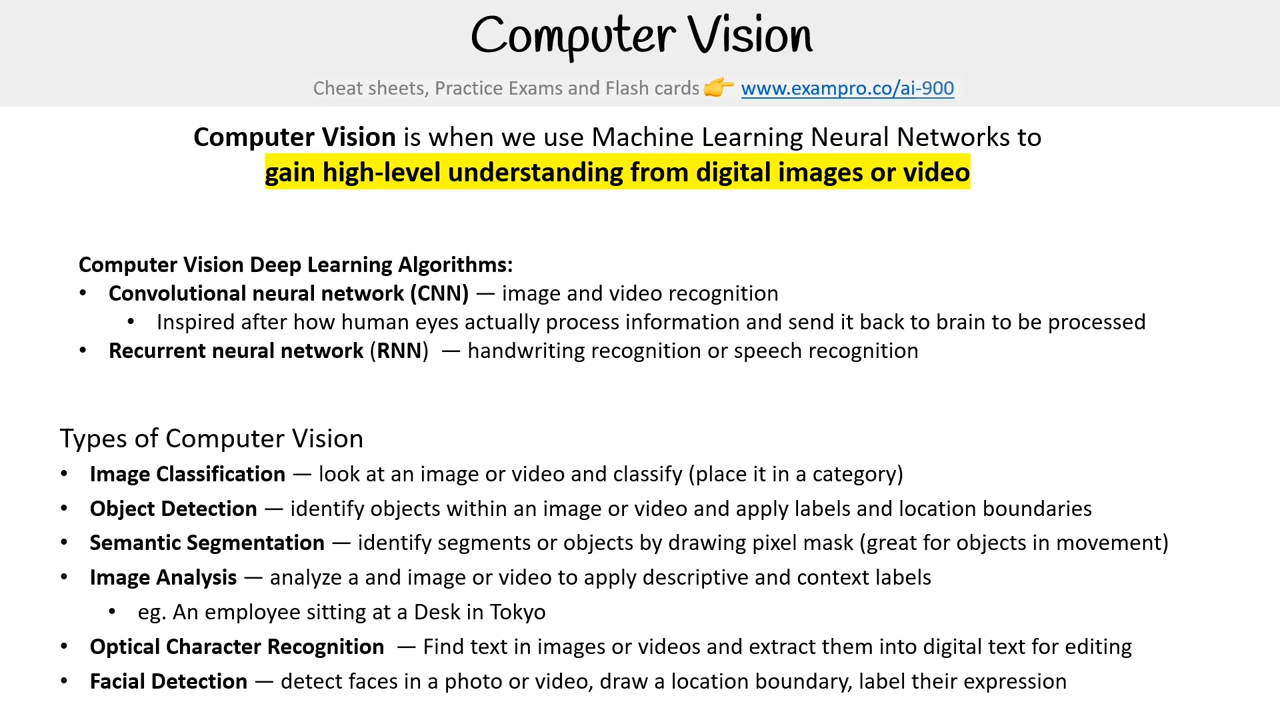 Computer Vision
Cheat sheets, Practice Exams and Flash cards 👉 www.exampro.co/ai-900
Computer Vision is when we use Machine Learning Neural Networks to
gain high-level understanding from digital images or video
Computer Vision Deep Learning Algorithms:
• Convolutional neural network (CNN) — image and video recognition
• Inspired after how human eyes actually process information and send it back to brain to be processed
• Recurrent neural network (RNN) — handwriting recognition or speech recognition
Types of Computer Vision
• Image Classification — look at an image or video and classify (place it in a category)
• Object Detection — identify objects within an image or video and apply labels and location boundaries
• Semantic Segmentation — identify segments or objects by drawing pixel mask (great for objects in movement)
• Image Analysis — analyze a and image or video to apply descriptive and context labels
• eg. An employee sitting at a Desk in Tokyo
• Optical Character Recognition — Find text in images or videos and extract them into digital text for editing
• Facial Detection — detect faces in a photo or video, draw a location boundary, label their expression